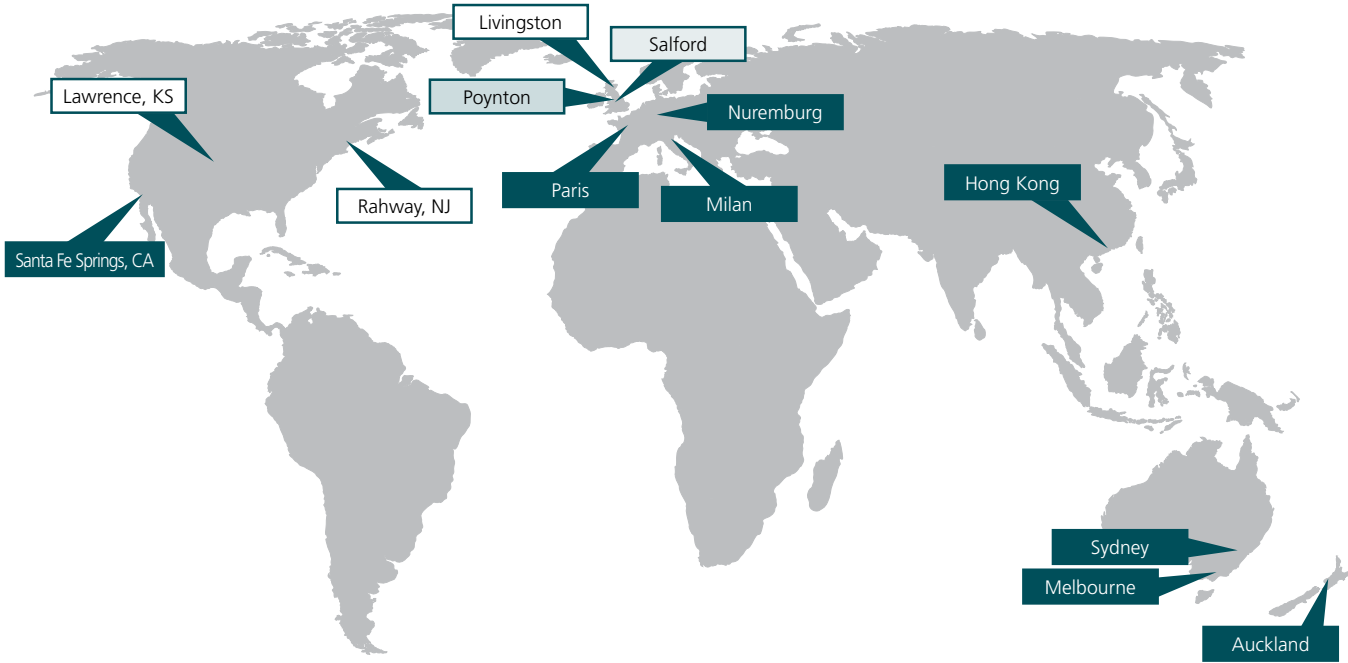 Livingston
Salford
Lawrence, KS
Poynton
Nuremburg
Hong Kong
Paris
Milan
Rahway, NJ
Santa Fe Springs, CA
Sydney
Melbourne
Auckland